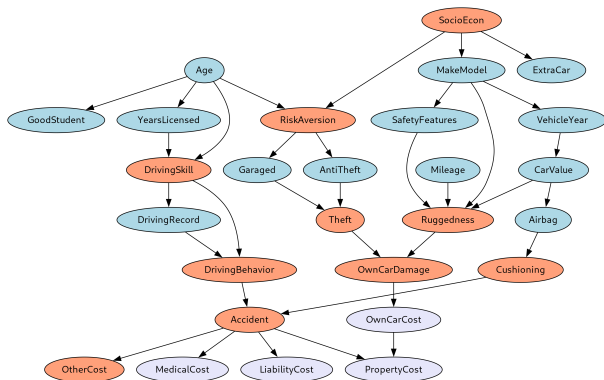 SocioEcon
Age
MakeModel
ExtraCar
GoodStudent
YearsLicensed
RiskAversion
SafetyFeatures
VehicleYear
DrivingSkill
Garaged
AntiTheft
Mileage
CarValue
DrivingRecord
Theft
Ruggedness
Airbag
DrivingBehavior
OwnCarDamage
Cushioning
Accident
OwnCarCost
OtherCost
MedicalCost
LiabilityCost
PropertyCost